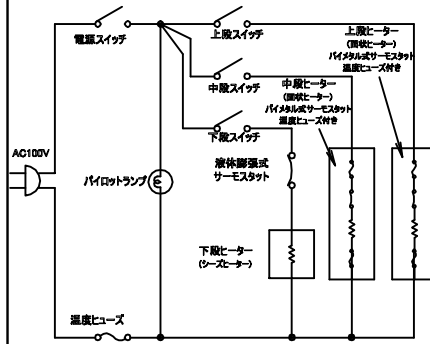 電源スイッチ
上段スイッチ
上段ヒーター
(面状ヒーター)
バイメタル式サーモスタット
温度ヒューズ付き
中段スイッチ
中段ヒーター
(面状ヒーター)
バイメタル式サーモスタット
温度ヒューズ付き
下段スイッチ
AC100V
パイロットランプ
液体膨張式
サーモスタット
下段ヒーター
(シーズヒーター)
温度ヒューズ